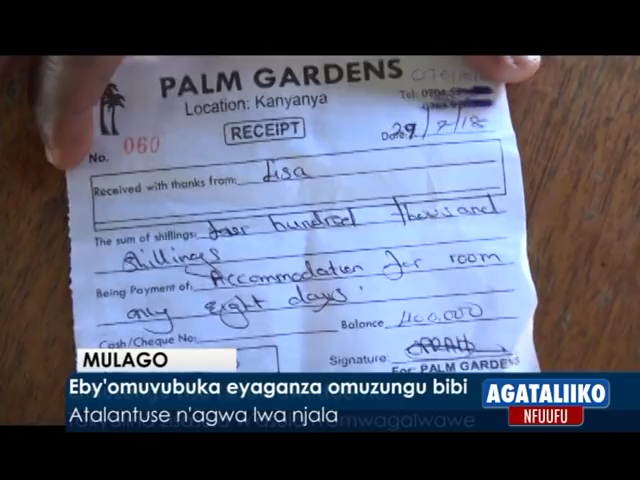 PALM GARDENS
Location: Kanyanya
Tel: 0704
RECEIPT
Date: 29/7/18
No. 060
Received with thanks from: Lisa
The sum of shillings: four hundred thousand
shillings
Being Payment of: Accommodation for room
only eight days.
Cash/Cheque No:
Balance 400,000
Signature:
For: PALM GARDENS
MULAGO
Eby'omuvubuka eyaganza omuzungu bibi
Atalantuse n'agwa lwa njala
AGATALIIKO
NFUUFU